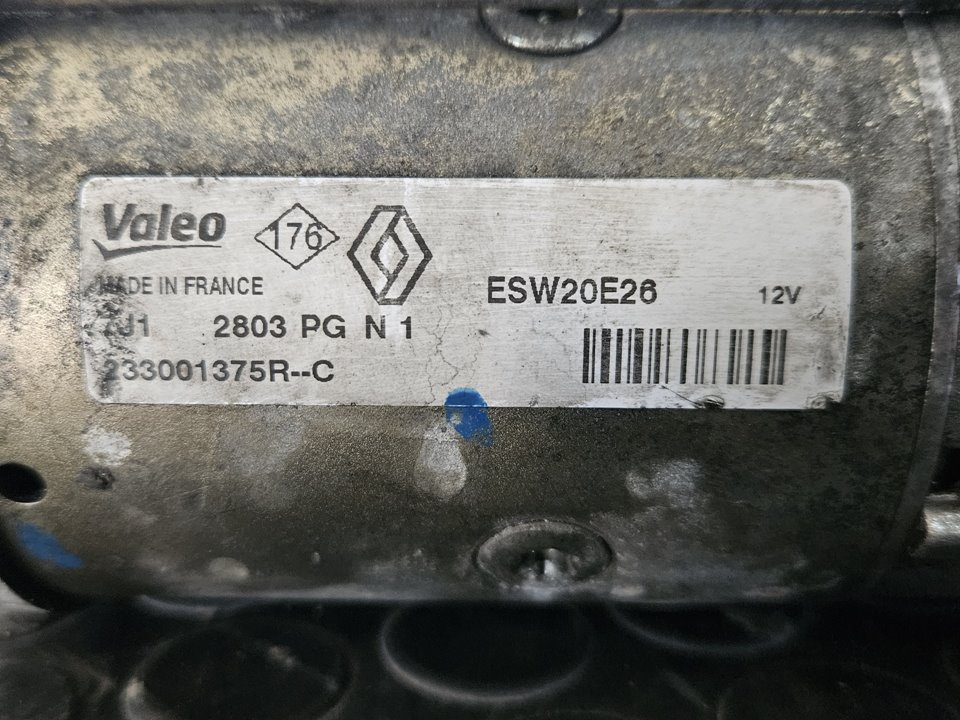 Valeo
176
MADE IN FRANCE
ESW20E26
12V
2803 PG N 1
233001375R--C